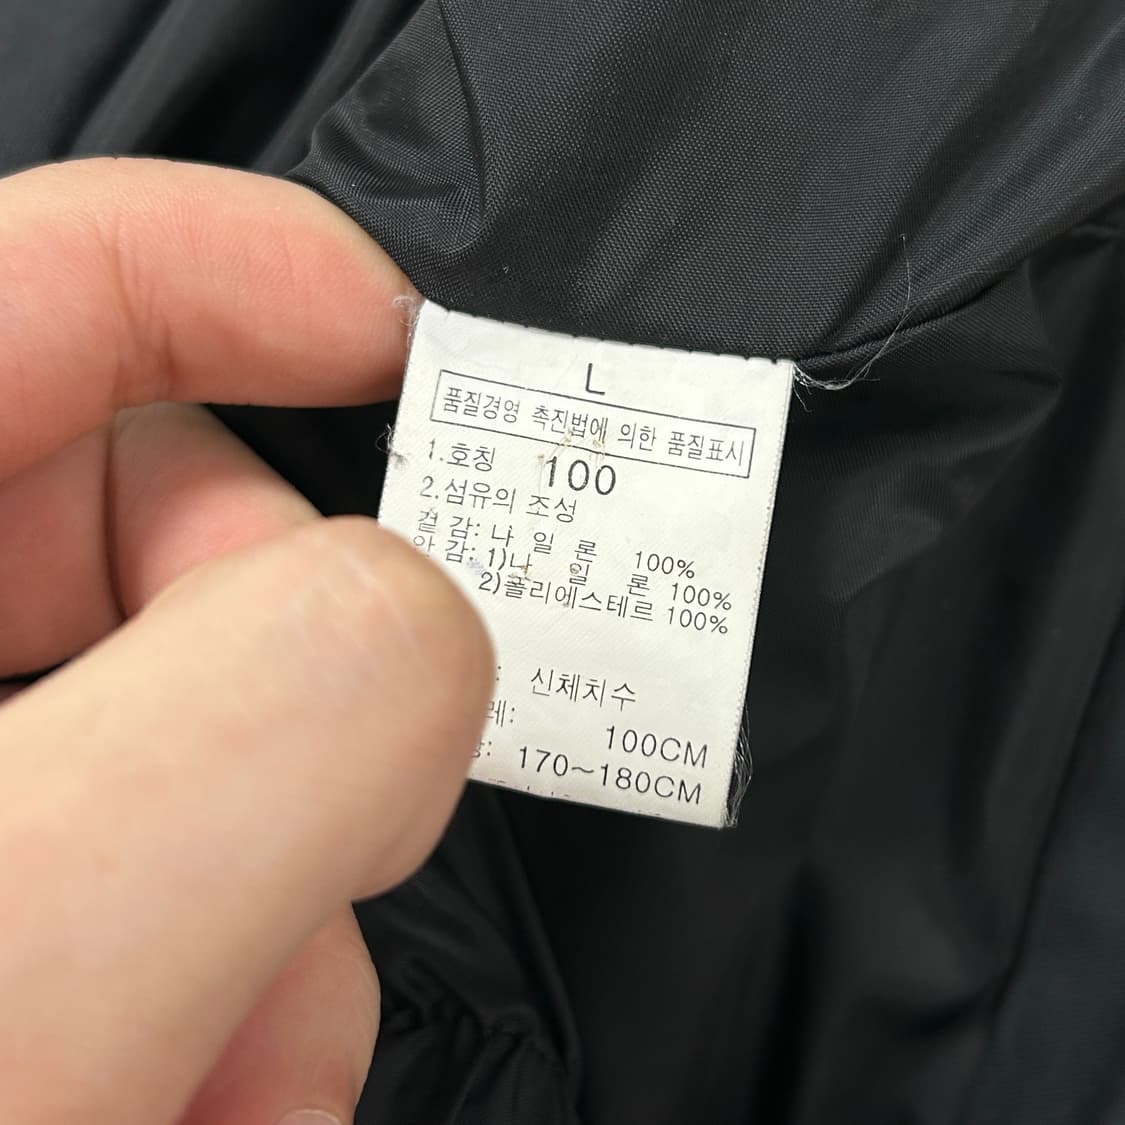 L
품질경영 촉진법에 의한 품질표시
1.호칭 100
2.섬유의 조성
겉 감: 나 일 론 100%
안 감: 1)나 일 론 100%
2)폴리에스테르 100%
: 신체치수
레: 100CM
: 170~180CM